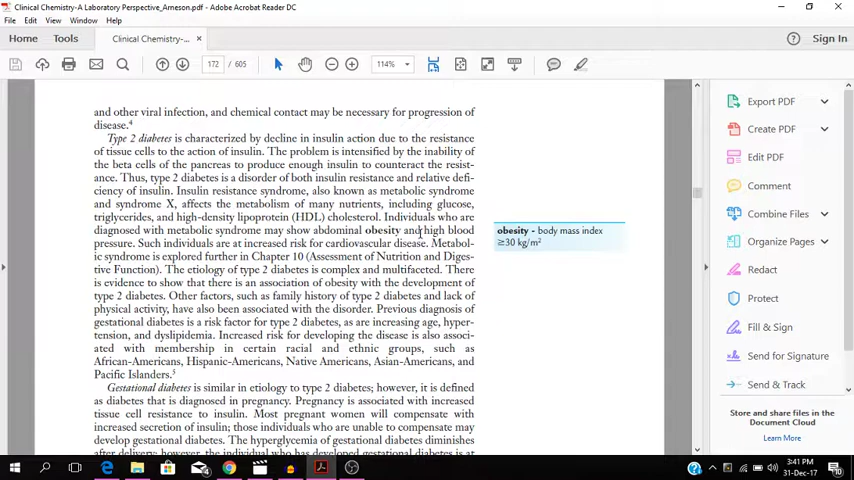 Clinical Chemistry-A Laboratory Perspective_Arneson.pdf - Adobe Acrobat Reader DC
File Edit View Window Help
Home Tools Clinical Chemistry-... × Sign In
172 / 605 114%
and other viral infection, and chemical contact may be necessary for progression of
disease.4
Type 2 diabetes is characterized by decline in insulin action due to the resistance
of tissue cells to the action of insulin. The problem is intensified by the inability of
the beta cells of the pancreas to produce enough insulin to counteract the resist-
ance. Thus, type 2 diabetes is a disorder of both insulin resistance and relative defi-
ciency of insulin. Insulin resistance syndrome, also known as metabolic syndrome
and syndrome X, affects the metabolism of many nutrients, including glucose,
triglycerides, and high-density lipoprotein (HDL) cholesterol. Individuals who are
diagnosed with metabolic syndrome may show abdominal obesity and high blood
pressure. Such individuals are at increased risk for cardiovascular disease. Metabol-
ic syndrome is explored further in Chapter 10 (Assessment of Nutrition and Diges-
tive Function). The etiology of type 2 diabetes is complex and multifaceted. There
is evidence to show that there is an association of obesity with the development of
type 2 diabetes. Other factors, such as family history of type 2 diabetes and lack of
physical activity, have also been associated with the disorder. Previous diagnosis of
gestational diabetes is a risk factor for type 2 diabetes, as are increasing age, hyper-
tension, and dyslipidemia. Increased risk for developing the disease is also associ-
ated with membership in certain racial and ethnic groups, such as
African-Americans, Hispanic-Americans, Native Americans, Asian-Americans, and
Pacific Islanders.5
Gestational diabetes is similar in etiology to type 2 diabetes; however, it is defined
as diabetes that is diagnosed in pregnancy. Pregnancy is associated with increased
tissue cell resistance to insulin. Most pregnant women will compensate with
increased secretion of insulin; those individuals who are unable to compensate may
develop gestational diabetes. The hyperglycemia of gestational diabetes diminishes
after delivery; however, the individual who has developed gestational diabetes is at
obesity - body mass index
≥30 kg/m2
Export PDF
Create PDF
Edit PDF
Comment
Combine Files
Organize Pages
Redact
Protect
Fill & Sign
Send for Signature
Send & Track
Store and share files in the
Document Cloud
Learn More
3:41 PM
31-Dec-17